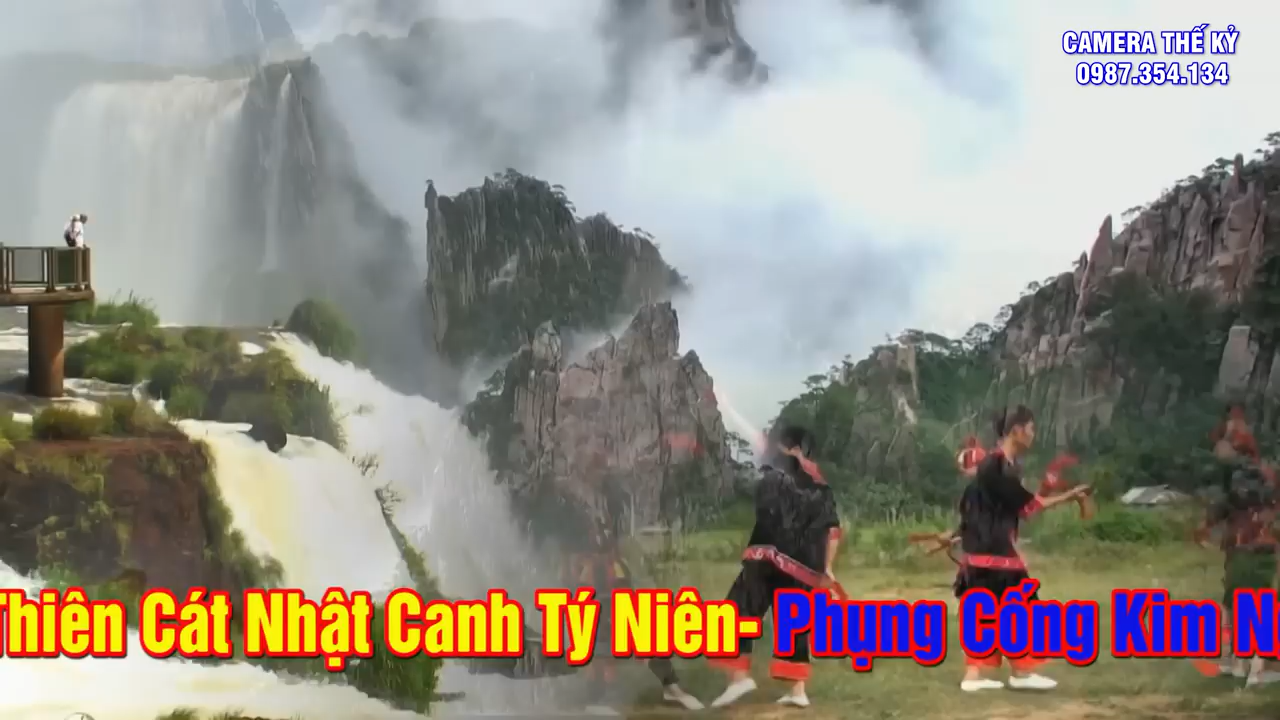 CAMERA THẾ KỶ
0987.354.134
Thiên Cát Nhật Canh Tý Niên- Phụng Cống Kim N